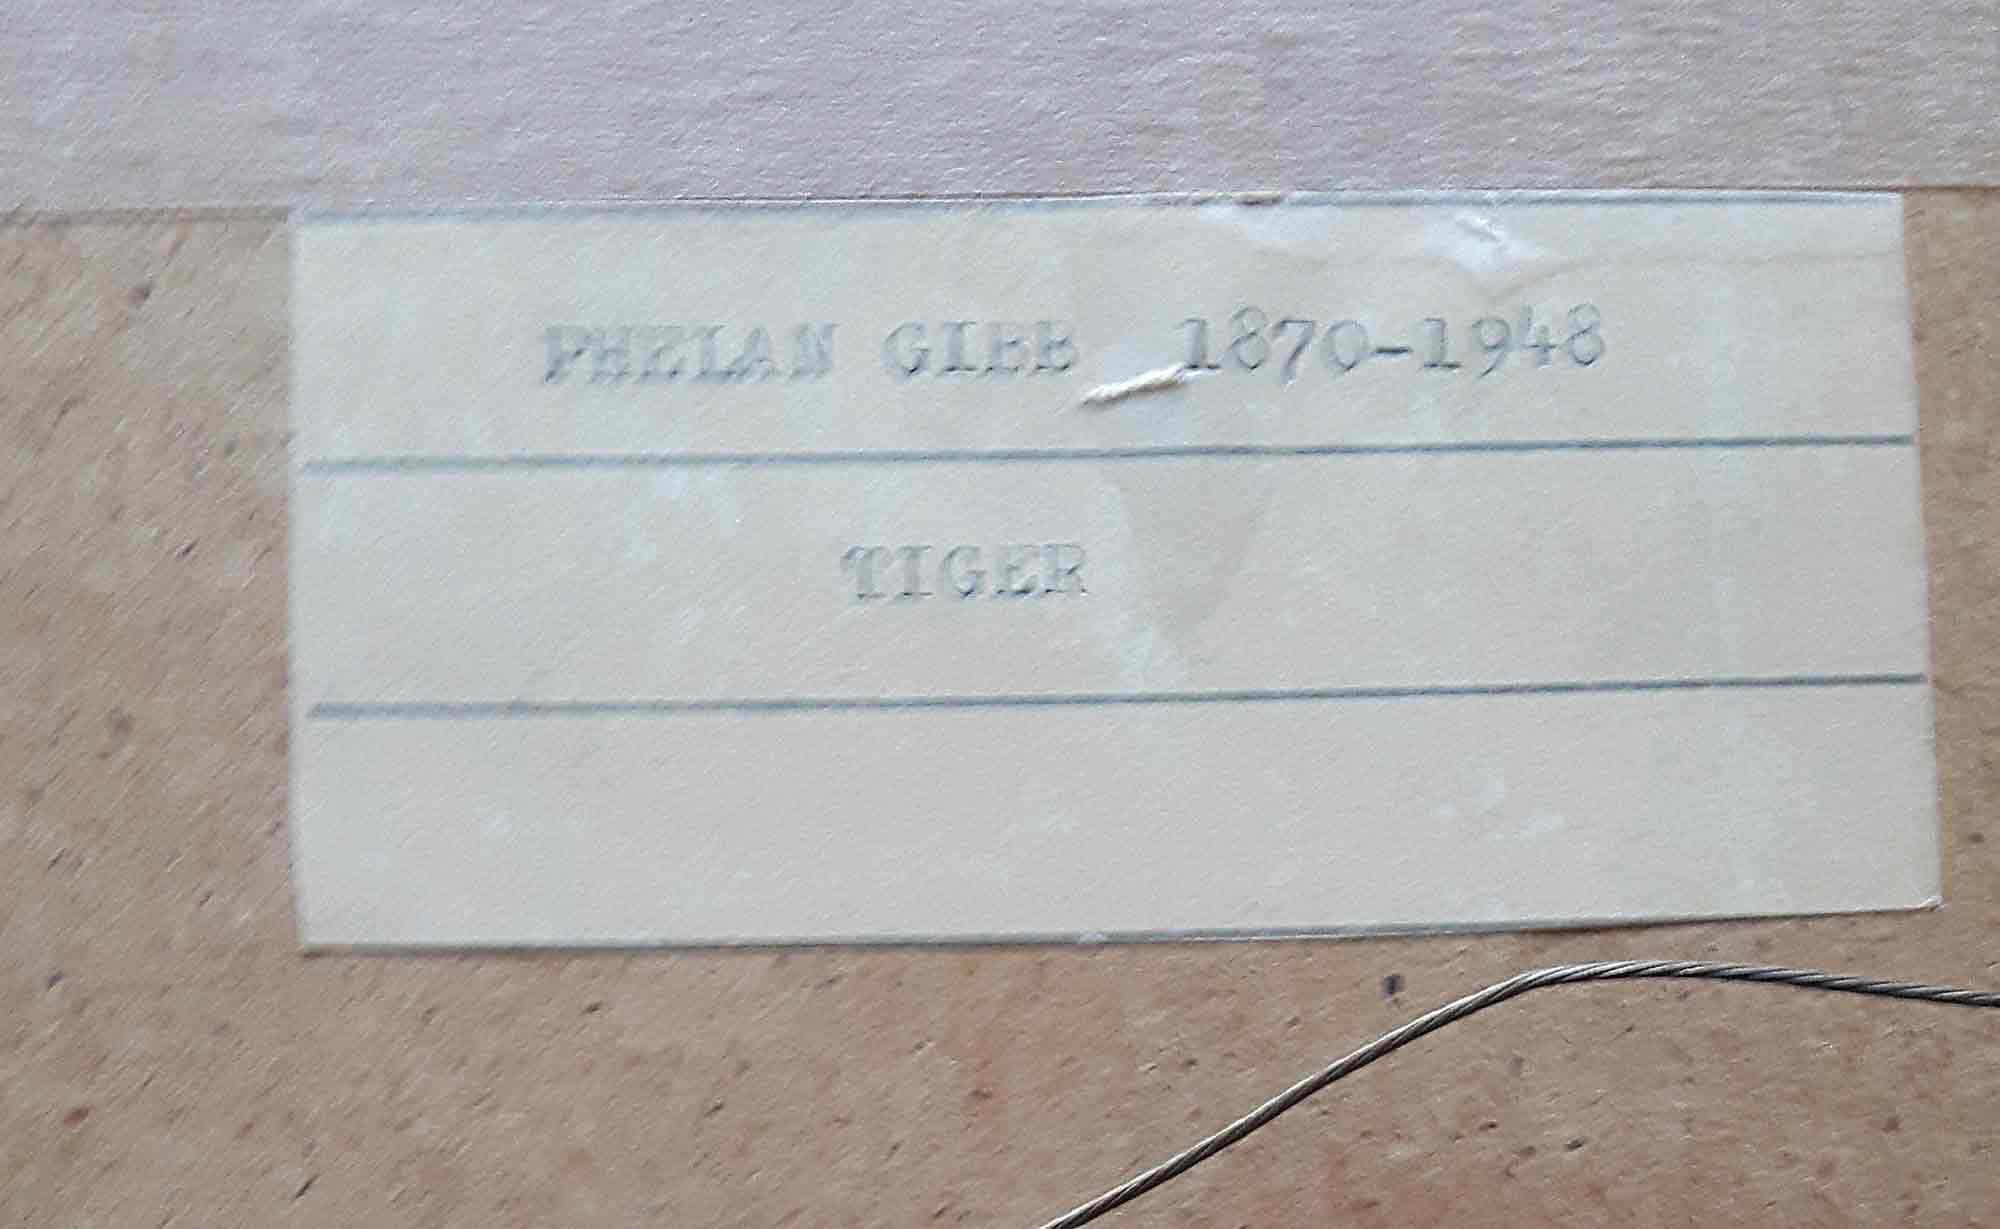 PHELAN GIBB 1870-1948
TIGER